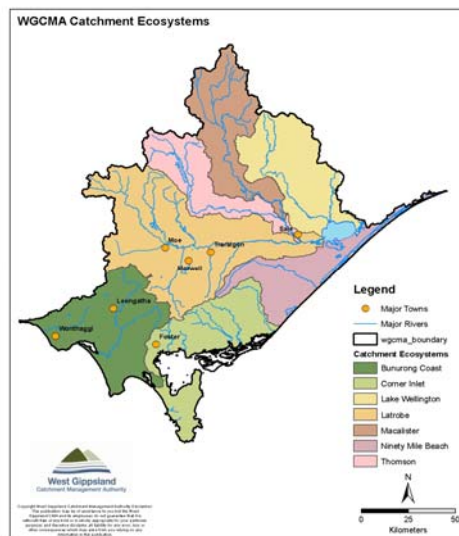 WGCMA Catchment Ecosystems
Moe
Traralgon
Sale
Morwell
Leongatha
Wonthaggi
Foster
Legend
Major Towns
Major Rivers
wgcma_boundary
Catchment Ecosystems
Bunurong Coast
Corner Inlet
Lake Wellington
Latrobe
Macalister
Ninety Mile Beach
Thomson
N
0 25 50
Kilometers
West Gippsland
Catchment Management Authority